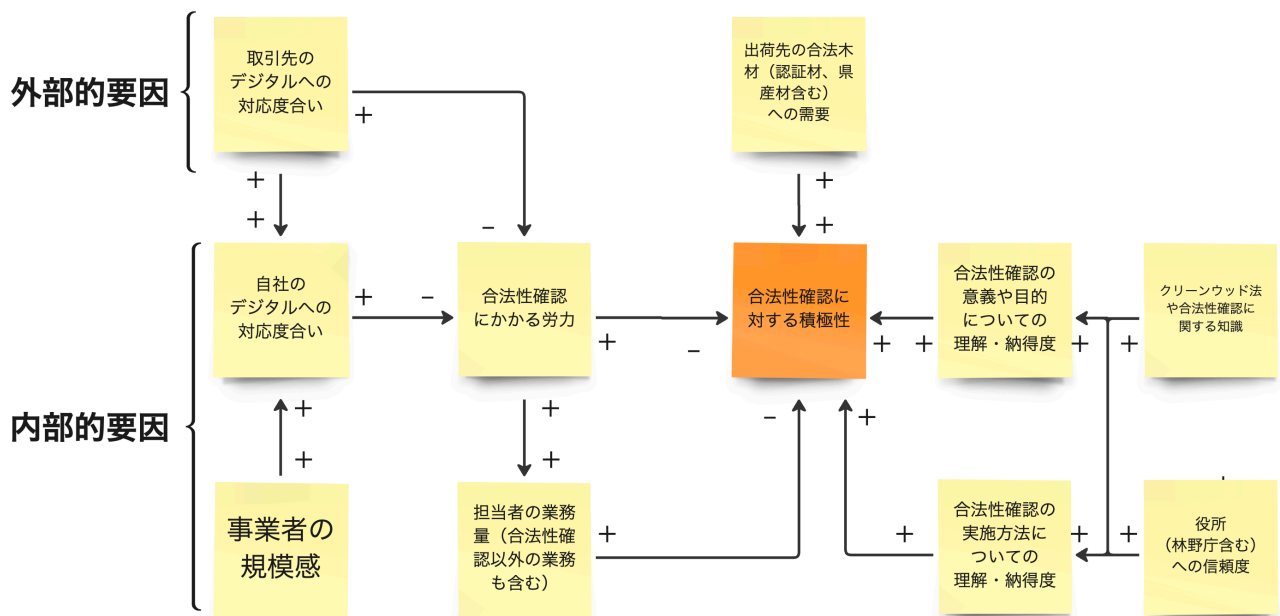 外部的要因
取引先の
デジタルへの
対応度合い
+
出荷先の合法木
材（認証材、県
産材含む）
への需要
+
+
+
+
−
内部的要因
自社の
デジタルへの
対応度合い
+
−
合法性確認
にかかる労力
+
−
合法性確認に
対する積極性
+
+
合法性確認の
意義や目的
についての
理解・納得度
+
+
クリーンウッド法
や合法性確認に
関する知識
+
+
+
+
−
+
事業者の
規模感
担当者の業務
量（合法性確
認以外の業務
も含む）
+
+
合法性確認の
実施方法に
ついての
理解・納得度
+
+
役所
（林野庁含む）
への信頼度